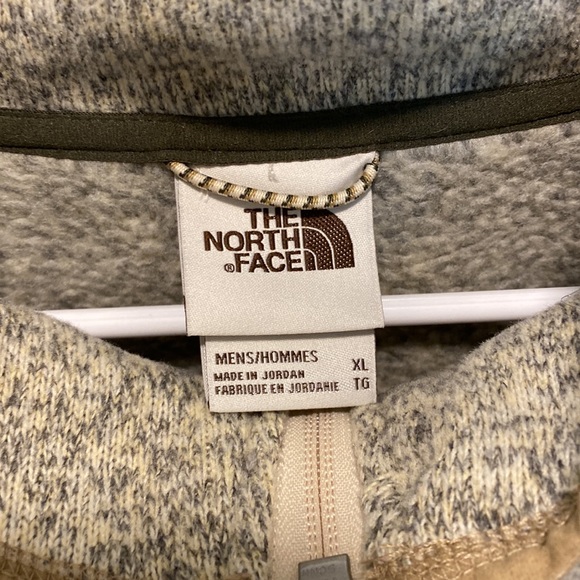 THE
NORTH
®FACE
MENS/HOMMES XL
MADE IN JORDAN
FABRIQUE EN JORDANIE TG